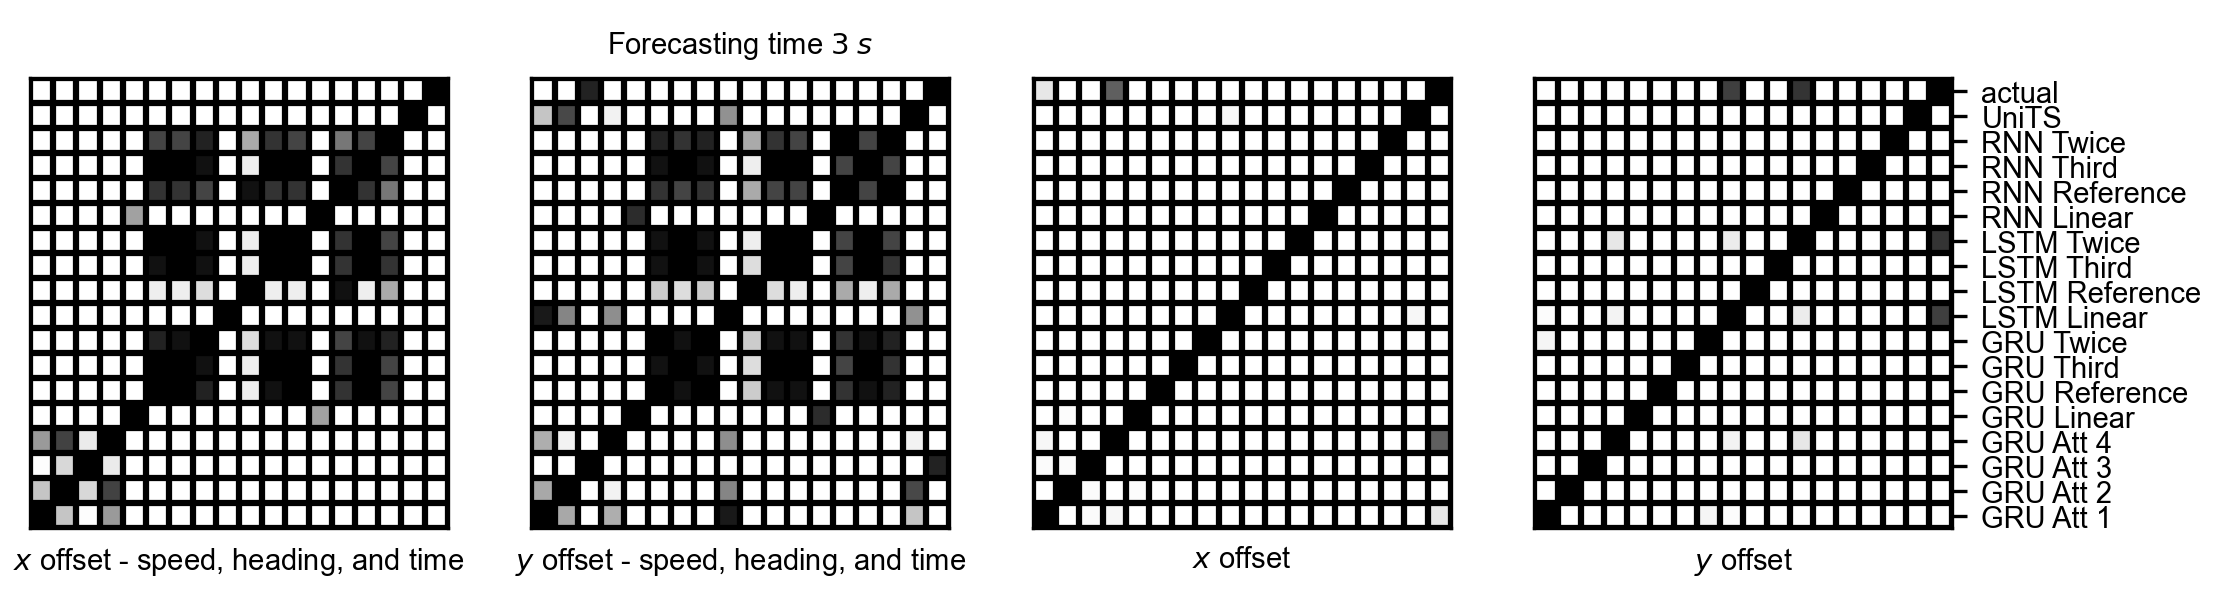 Forecasting time 3 s
actual
UniTS
RNN Twice
RNN Third
RNN Reference
RNN Linear
LSTM Twice
LSTM Third
LSTM Reference
LSTM Linear
GRU Twice
GRU Third
GRU Reference
GRU Linear
GRU Att 4
GRU Att 3
GRU Att 2
GRU Att 1
x offset - speed, heading, and time
y offset - speed, heading, and time
x offset
y offset